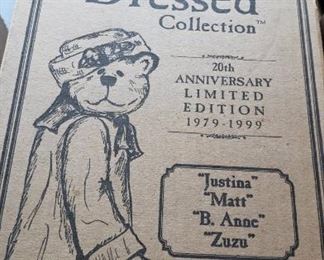 Dressed
Collection™
20th
ANNIVERSARY
LIMITED
EDITION
1979-1999
"Justina"
"Matt"
"B. Anne"
"Zuzu"